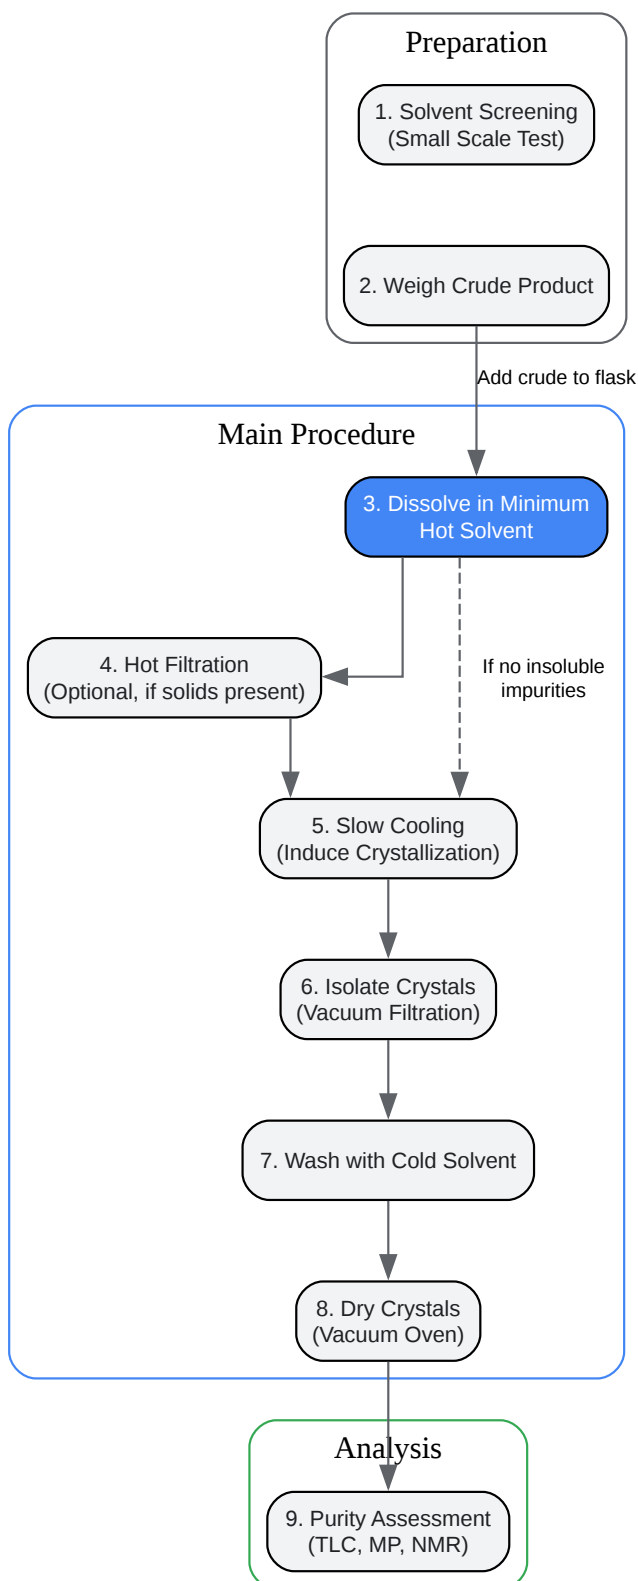 Preparation
1. Solvent Screening
(Small Scale Test)
2. Weigh Crude Product
Add crude to flask
Main Procedure
3. Dissolve in Minimum
Hot Solvent
4. Hot Filtration
(Optional, if solids present)
If no insoluble
impurities
5. Slow Cooling
(Induce Crystallization)
6. Isolate Crystals
(Vacuum Filtration)
7. Wash with Cold Solvent
8. Dry Crystals
(Vacuum Oven)
Analysis
9. Purity Assessment
(TLC, MP, NMR)